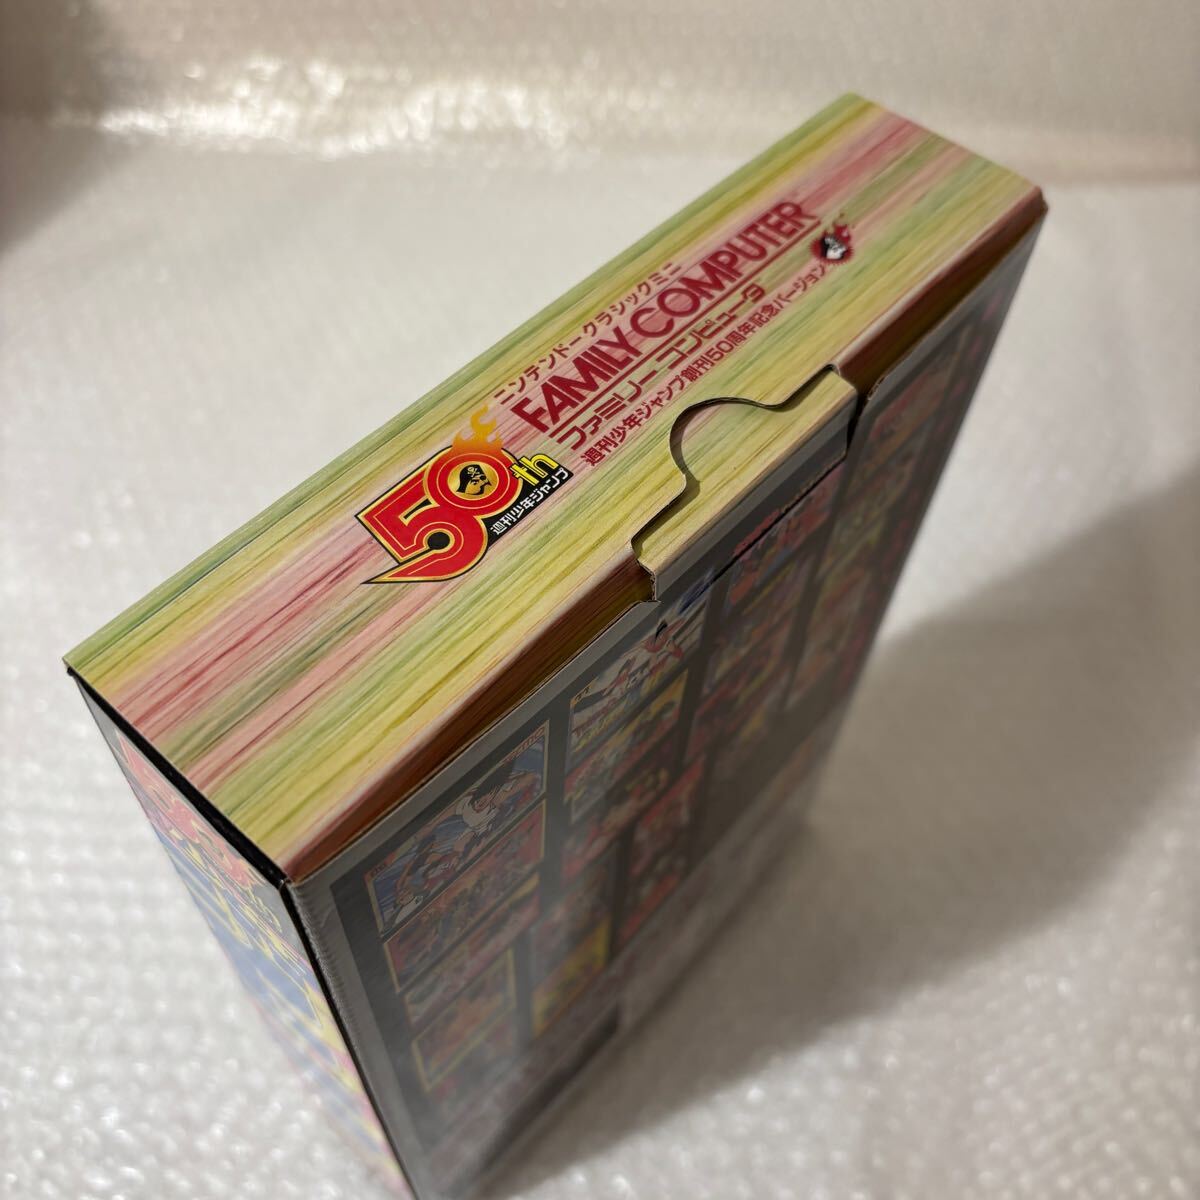 ニンテンドークラシックミニ
FAMILY COMPUTER
ファミリーコンピュータ
週刊少年ジャンプ創刊50周年記念バージョン
50th
週刊少年ジャンプ